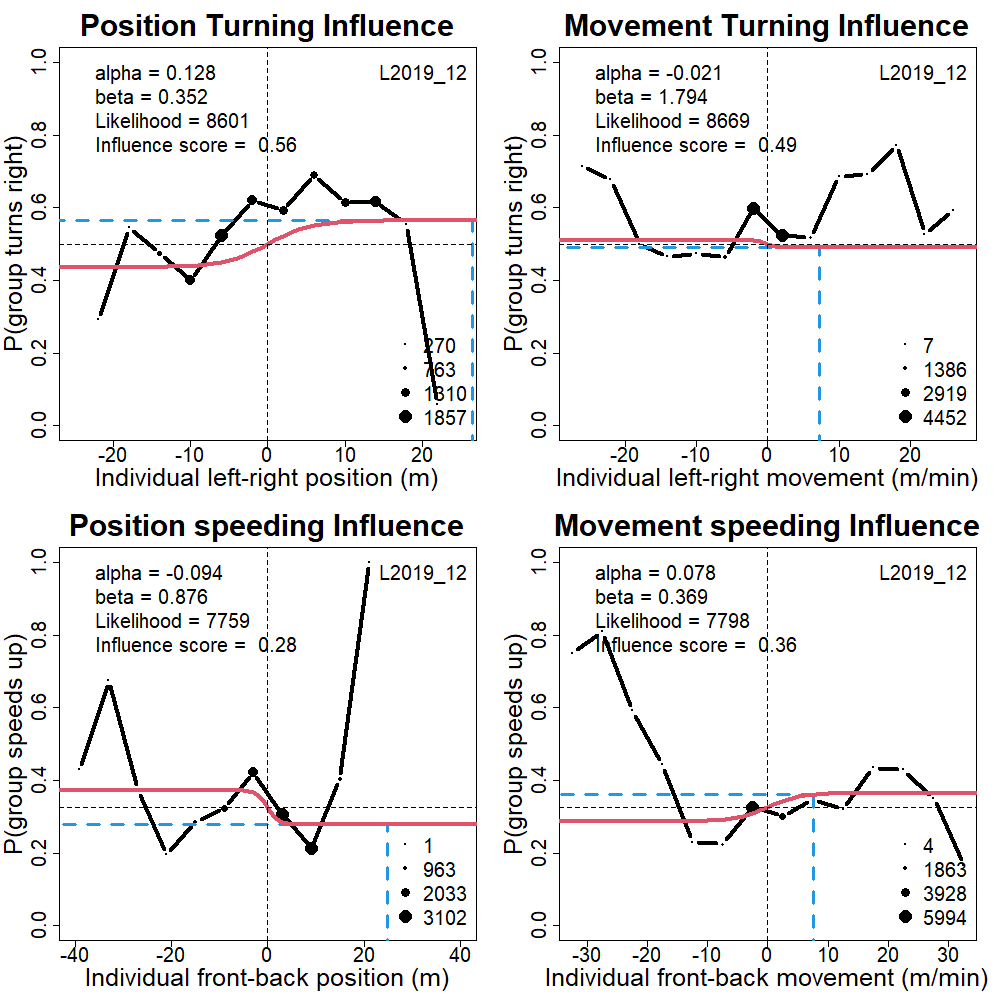 Position Turning Influence
alpha = 0.128
L2019_12
beta = 0.352
Likelihood = 8601
Influence score = 0.56
P(group turns right)
1.0
0.8
0.6
0.4
0.2
0.0
270
763
1310
1857
-20 -10 0 10 20
Individual left-right position (m)
Movement Turning Influence
alpha = -0.021
L2019_12
beta = 1.794
Likelihood = 8669
Influence score = 0.49
P(group turns right)
1.0
0.8
0.6
0.4
0.2
0.0
7
1386
2919
4452
-20 0 10 20
Individual left-right movement (m/min)
Position speeding Influence
alpha = -0.094
L2019_12
beta = 0.876
Likelihood = 7759
Influence score = 0.28
P(group speeds up)
1.0
0.8
0.6
0.4
0.2
0.0
1
963
2033
3102
-40 -20 0 20 40
Individual front-back position (m)
Movement speeding Influence
alpha = 0.078
L2019_12
beta = 0.369
Likelihood = 7798
Influence score = 0.36
P(group speeds up)
1.0
0.8
0.6
0.4
0.2
0.0
4
1863
3928
5994
-30 -20 -10 0 10 20 30
Individual front-back movement (m/min)